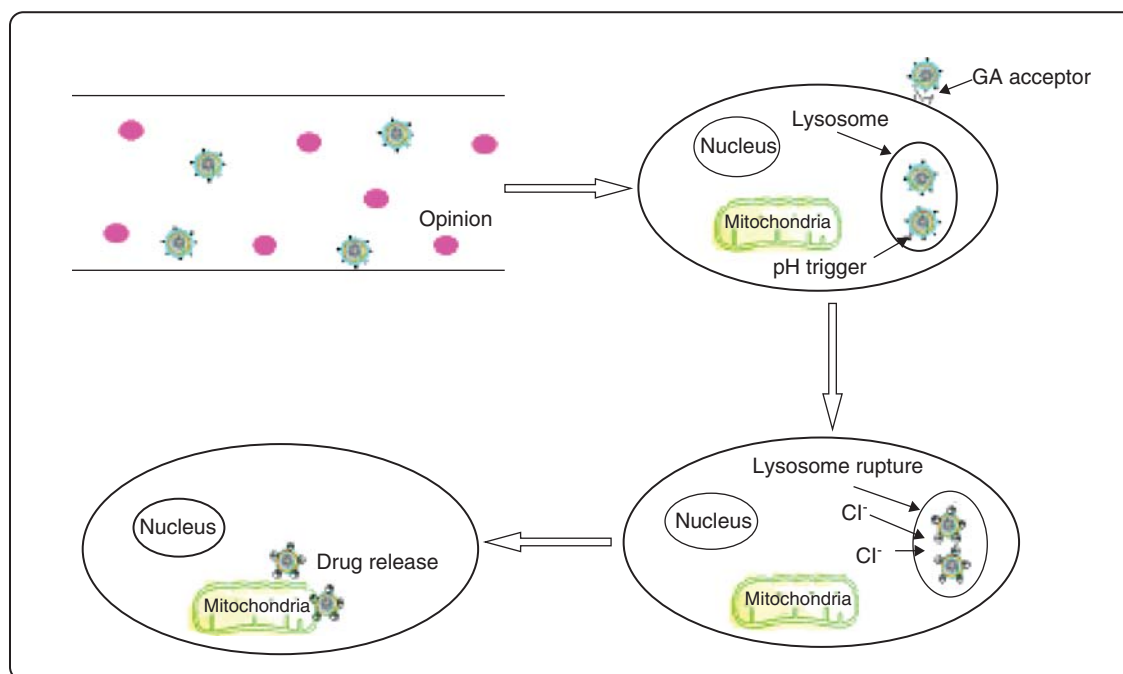 Opinion
GA acceptor
Lysosome
Nucleus
Mitochondria
pH trigger
Lysosome rupture
Cl-
Nucleus
Cl-
Mitochondria
Nucleus
Drug release
Mitochondria